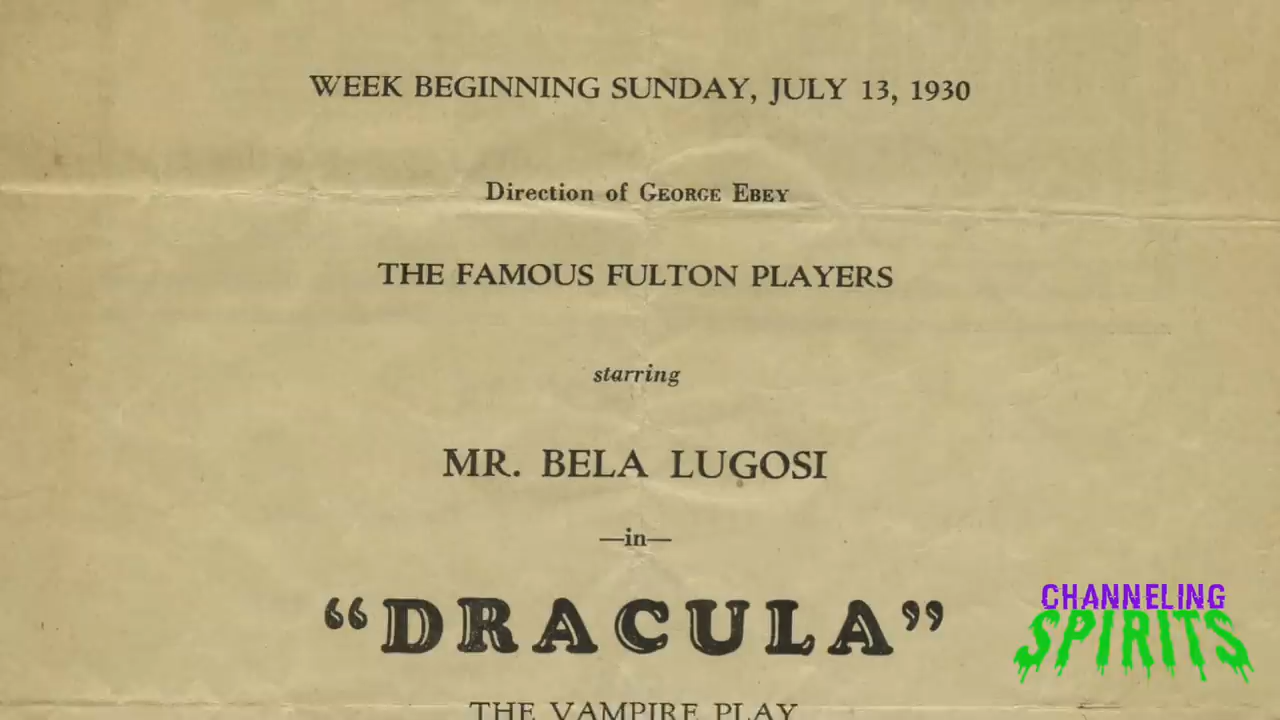 WEEK BEGINNING SUNDAY, JULY 13, 1930
Direction of GEORGE EBEY
THE FAMOUS FULTON PLAYERS
starring
MR. BELA LUGOSI
—in—
“DRACULA”
THE VAMPIRE PLAY
CHANNELING
SPIRITS